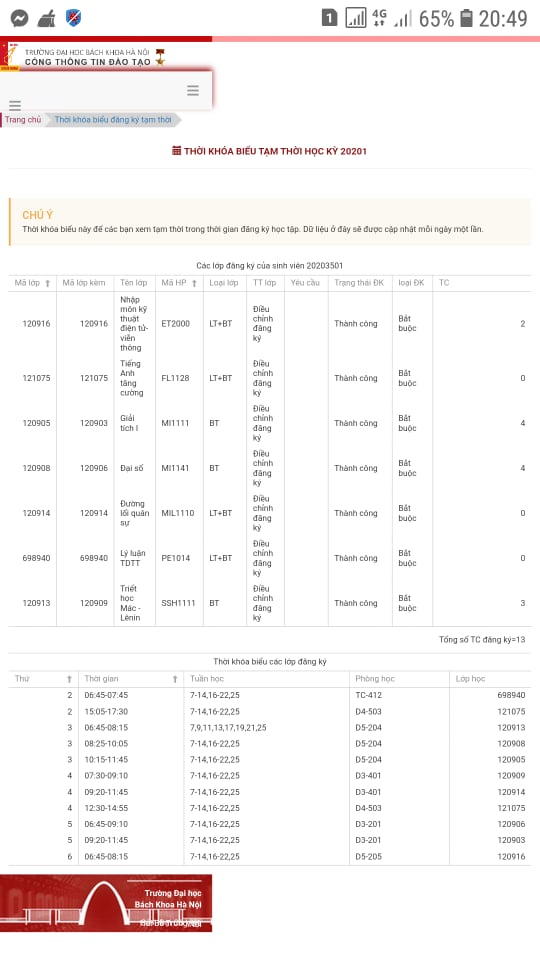 1 4G 65% 20:49
TRƯỜNG ĐẠI HỌC BÁCH KHOA HÀ NỘI
CỔNG THÔNG TIN ĐÀO TẠO
Trang chủ Thời khóa biểu đăng ký tạm thời
THỜI KHÓA BIỂU TẠM THỜI HỌC KỲ 20201
CHÚ Ý
Thời khóa biểu này để các bạn xem tạm thời trong thời gian đăng ký học tập. Dữ liệu ở đây sẽ được cập nhật mỗi ngày một lần.
Các lớp đăng ký của sinh viên 20203501
Mã lớp Mã lớp kèm Tên lớp Mã HP Loại lớp TT lớp Yêu cầu Trạng thái ĐK loại ĐK TC
120916 120916 Nhập môn kỹ thuật điện tử-viễn thông ET2000 LT+BT Điều chỉnh đăng ký Thành công Bắt buộc 2
121075 121075 Tiếng Anh tăng cường FL1128 LT+BT Điều chỉnh đăng ký Thành công Bắt buộc 0
120905 120903 Giải tích I MI1111 BT Điều chỉnh đăng ký Thành công Bắt buộc 4
120908 120906 Đại số MI1141 BT Điều chỉnh đăng ký Thành công Bắt buộc 4
120914 120914 Đường lối quân sự MIL1110 LT+BT Điều chỉnh đăng ký Thành công Bắt buộc 0
698940 698940 Lý luận TDTT PE1014 LT+BT Điều chỉnh đăng ký Thành công Bắt buộc 0
120913 120909 Triết học Mác - Lênin SSH1111 BT Điều chỉnh đăng ký Thành công Bắt buộc 3
Tổng số TC đăng ký=13
Thời khóa biểu các lớp đăng ký
Thứ Thời gian Tuần học Phòng học Lớp học
2 06:45-07:45 7-14,16-22,25 TC-412 698940
2 15:05-17:30 7-14,16-22,25 D4-503 121075
3 06:45-08:15 7,9,11,13,17,19,21,25 D5-204 120913
3 08:25-10:05 7-14,16-22,25 D5-204 120908
3 10:15-11:45 7-14,16-22,25 D5-204 120905
4 07:30-09:10 7-14,16-22,25 D3-401 120909
4 09:20-11:45 7-14,16-22,25 D3-401 120914
4 12:30-14:55 7-14,16-22,25 D4-503 121075
5 06:45-09:10 7-14,16-22,25 D3-201 120906
5 09:20-11:45 7-14,16-22,25 D3-201 120903
6 06:45-08:15 7-14,16-22,25 D5-205 120916
Trường Đại học
Bách Khoa Hà Nội